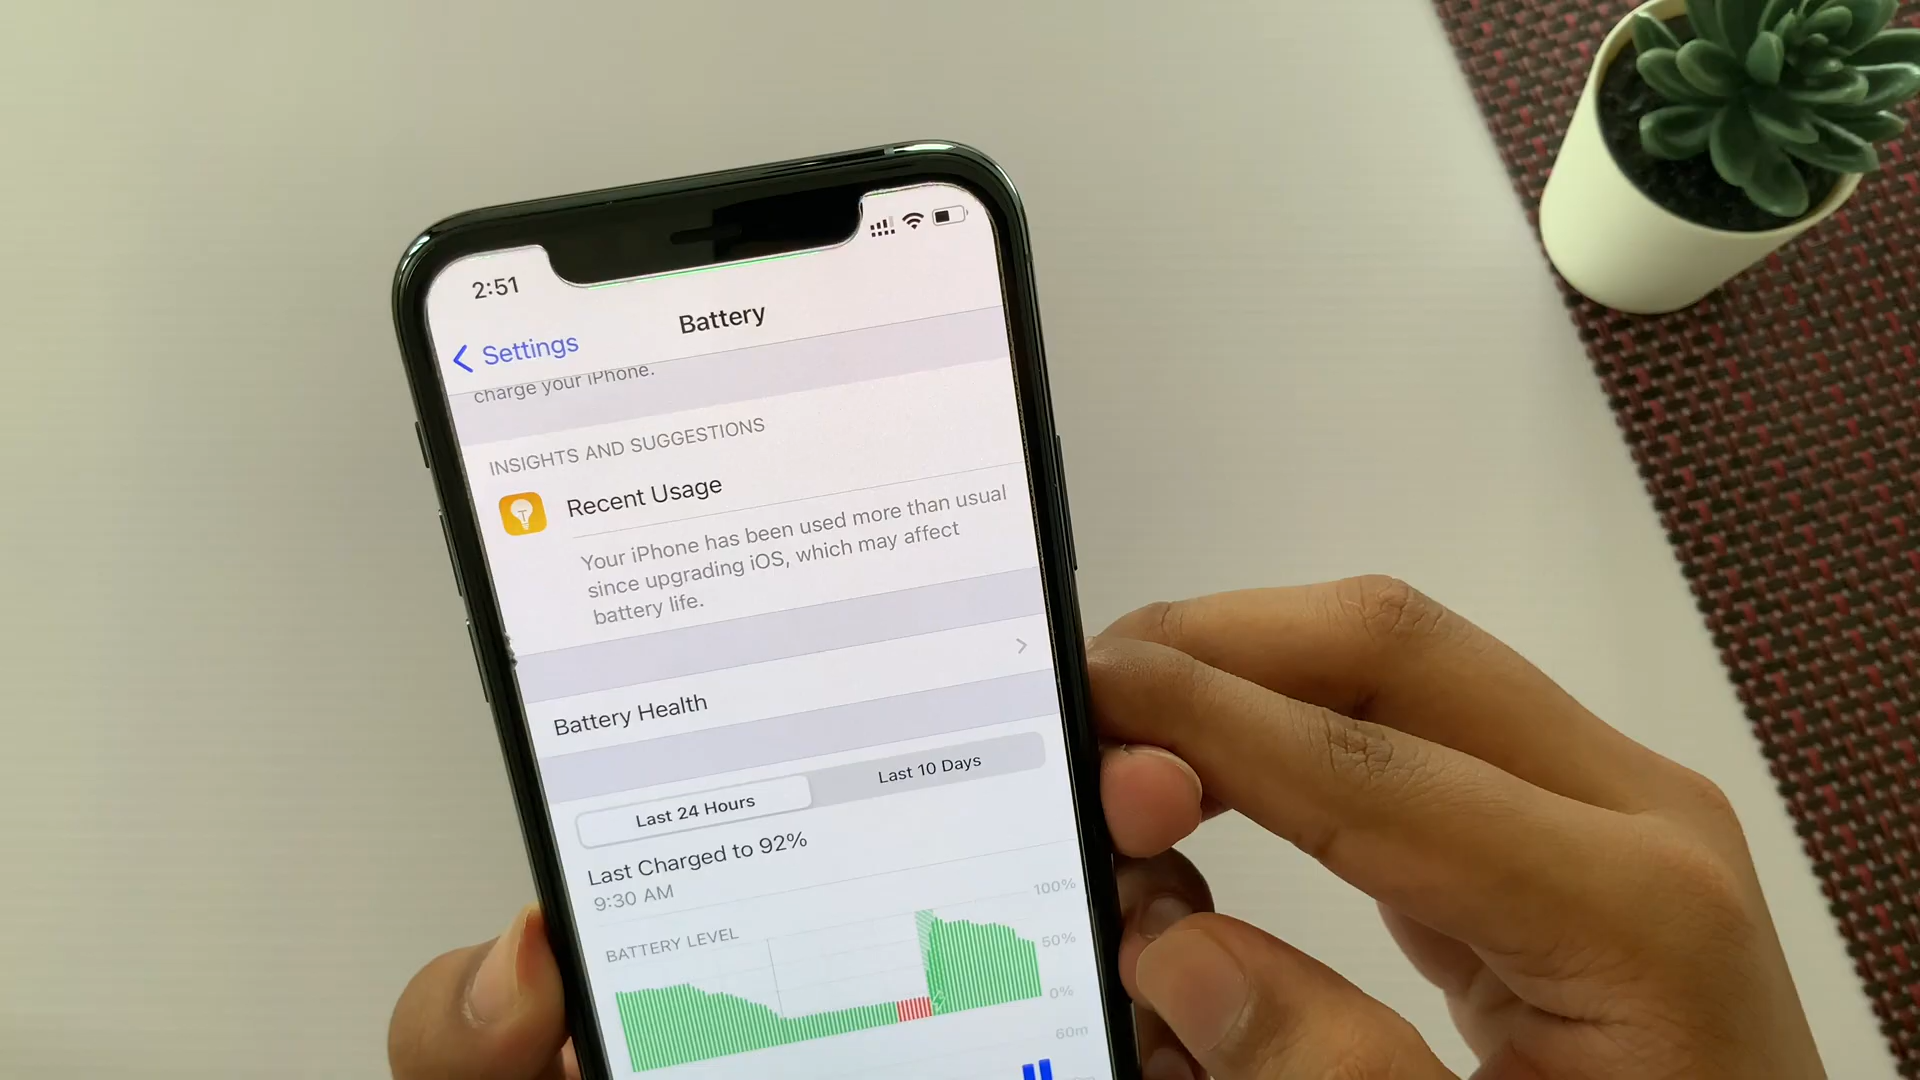 2:51
Settings
Battery
charge your iPhone.
INSIGHTS AND SUGGESTIONS
Recent Usage
Your iPhone has been used more than usual
since upgrading iOS, which may affect
battery life.
Battery Health
Last 24 Hours
Last 10 Days
Last Charged to 92%
9:30 AM
BATTERY LEVEL
100%
50%
0%
60m